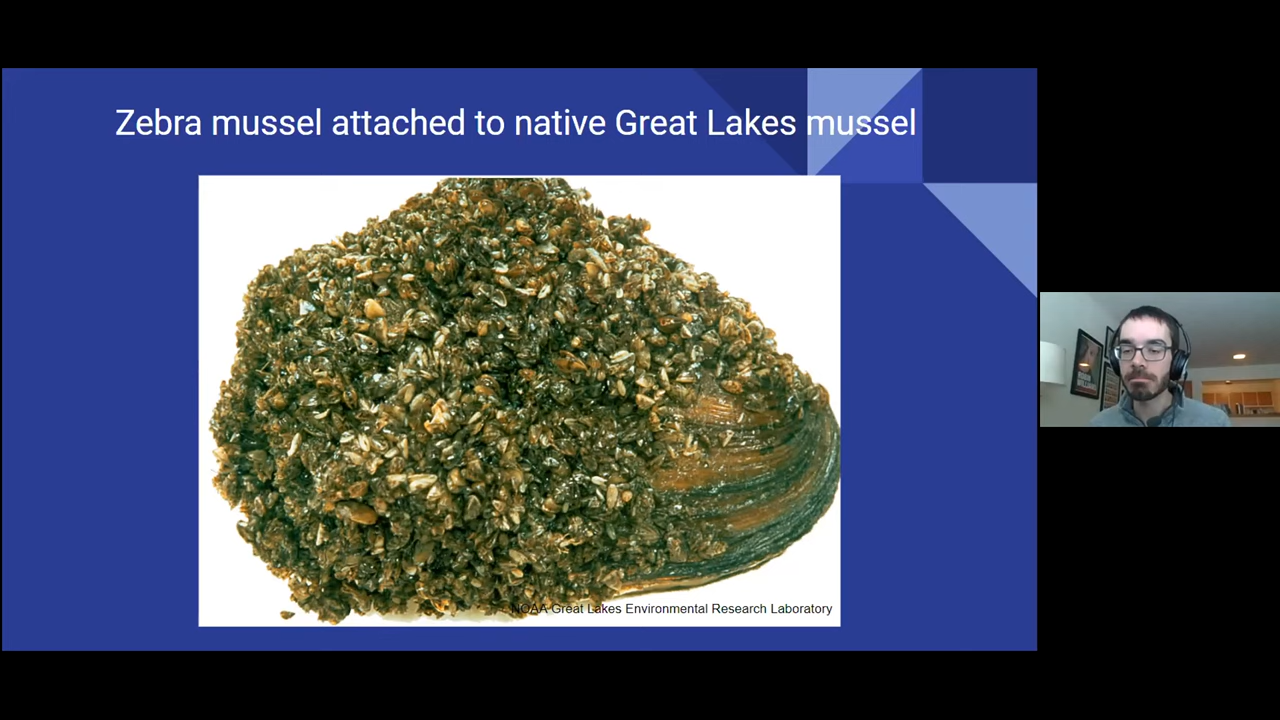 Zebra mussel attached to native Great Lakes mussel
NOAA Great Lakes Environmental Research Laboratory